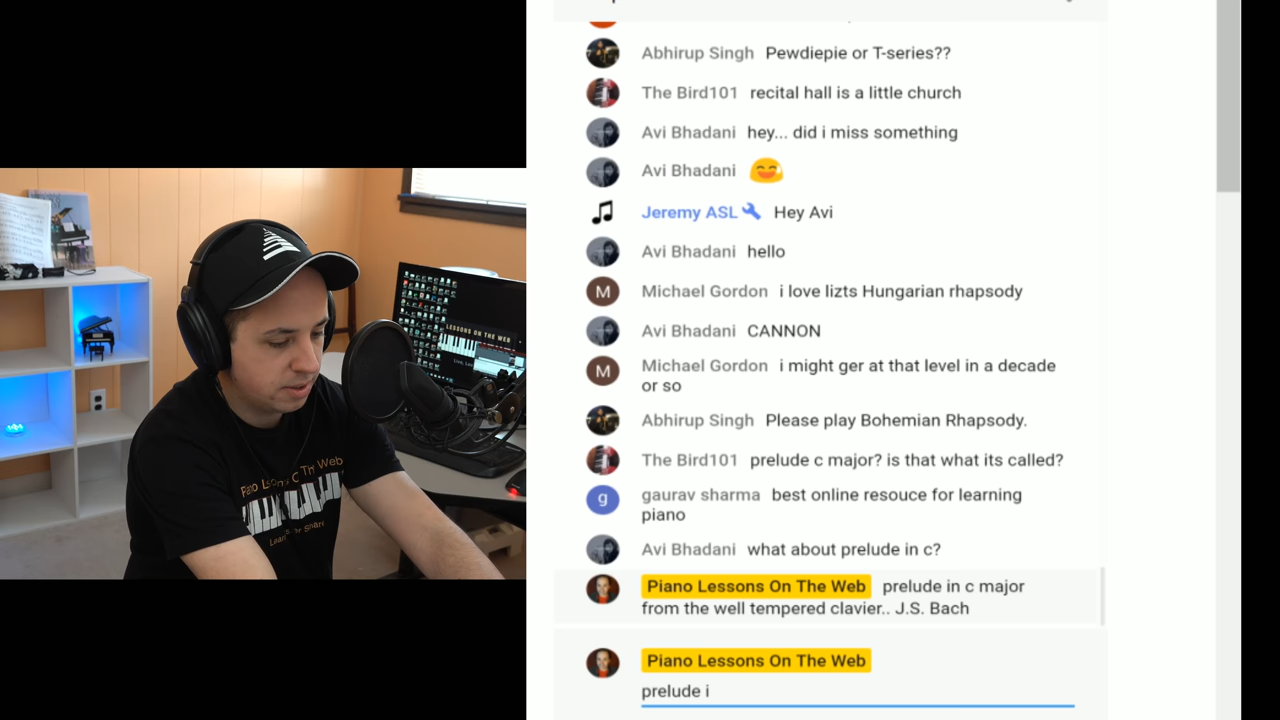 Abhirup Singh Pewdiepie or T-series??
The Bird101 recital hall is a little church
Avi Bhadani hey... did i miss something
Avi Bhadani
Jeremy ASL Hey Avi
Avi Bhadani hello
M Michael Gordon i love lizts Hungarian rhapsody
Avi Bhadani CANNON
M Michael Gordon i might ger at that level in a decade
or so
Abhirup Singh Please play Bohemian Rhapsody.
The Bird101 prelude c major? is that what its called?
g gaurav sharma best online resouce for learning
piano
Avi Bhadani what about prelude in c?
Piano Lessons On The Web prelude in c major
from the well tempered clavier.. J.S. Bach
Piano Lessons On The Web
prelude i
LESSONS ON THE WEB